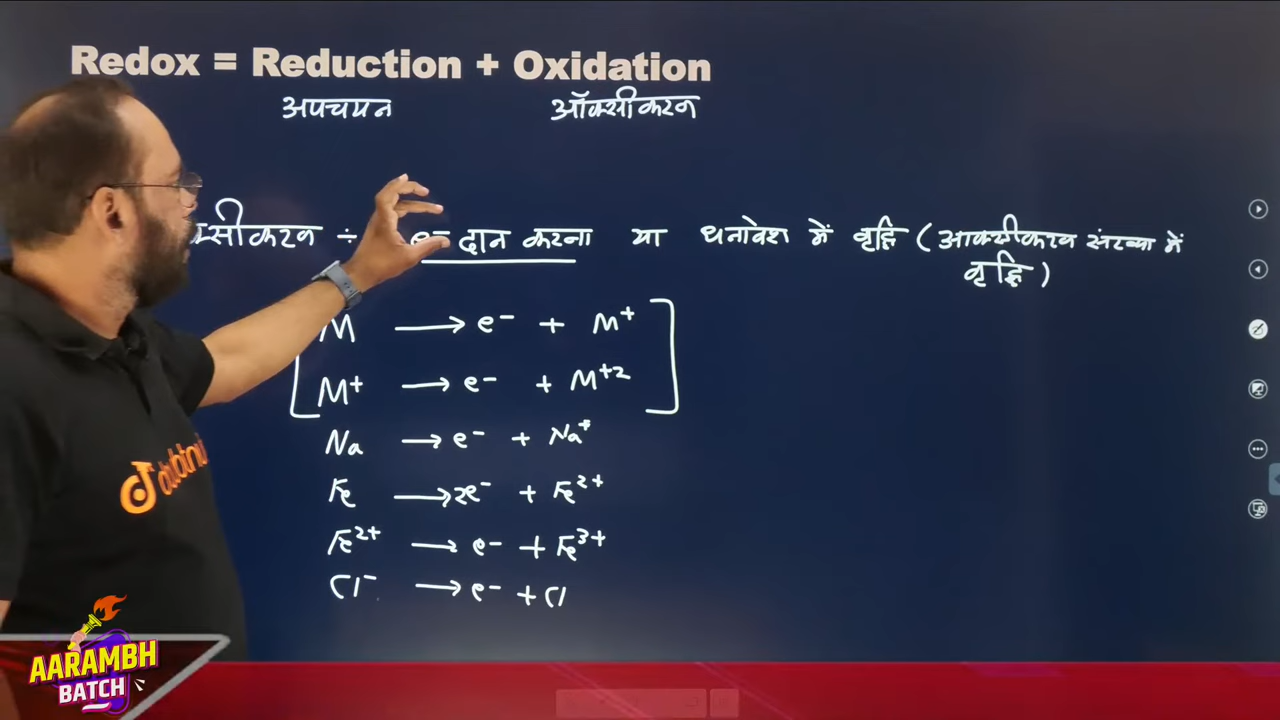 Redox = Reduction + Oxidation
अपचयन ऑक्सीकरण
÷ e⁻ दान करना या धनावेश में वृद्धि (आक्सीकरण संख्या में
वृद्धि)
M ⟶ e⁻ + M⁺
M⁺ ⟶ e⁻ + M⁺²
Na ⟶ e⁻ + Na⁺
Fe ⟶ 2e⁻ + Fe²⁺
Fe²⁺ ⟶ e⁻ + Fe³⁺
Cl⁻ ⟶ e⁻ + Cl
doubtnu
AARAMBH
BATCH